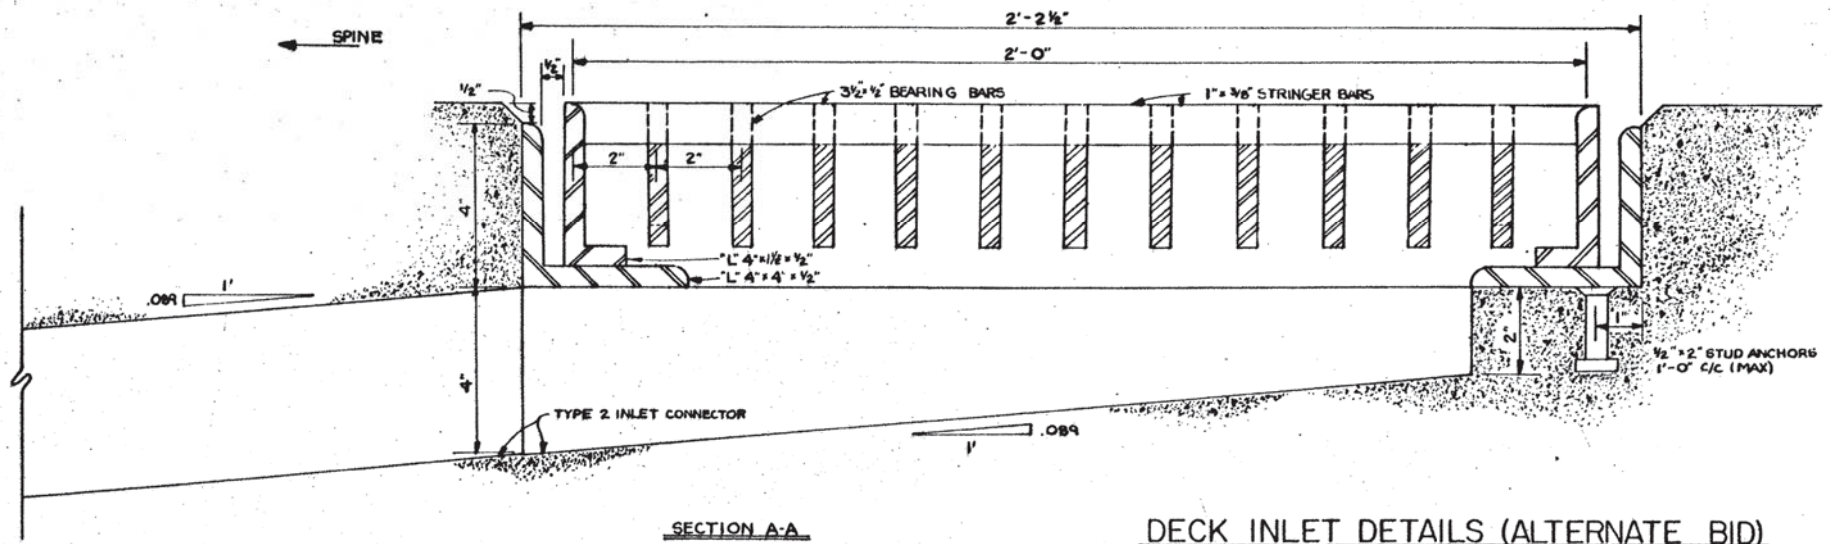 2'-2½"
SPINE
2'-0"
½"
1/2"
3½"×½" BEARING BARS
1"×3/8" STRINGER BARS
2"
2"
4"
"L" 4"×1½"×½"
"L" 4"×4"×½"
1'
.089
2"
1"
½"×2" STUD ANCHORS
1'-0" C/C (MAX)
4"
TYPE 2 INLET CONNECTOR
.089
1'
SECTION A-A
DECK INLET DETAILS (ALTERNATE BID)